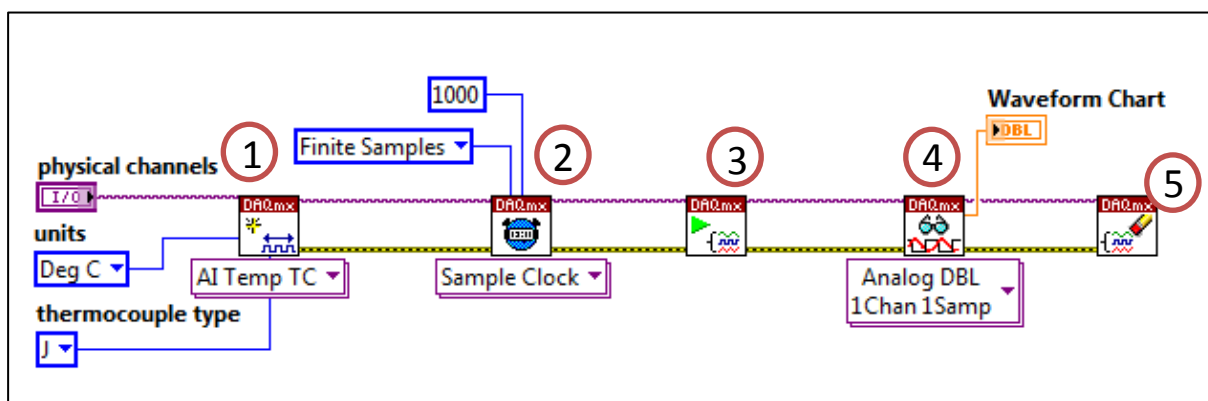 1000
Waveform Chart
DBL
Finite Samples
1
2
3
4
5
physical channels
I/O
DAQmx
DAQmx
DAQmx
DAQmx
DAQmx
units
Deg C
AI Temp TC
Sample Clock
Analog DBL
1Chan 1Samp
thermocouple type
J